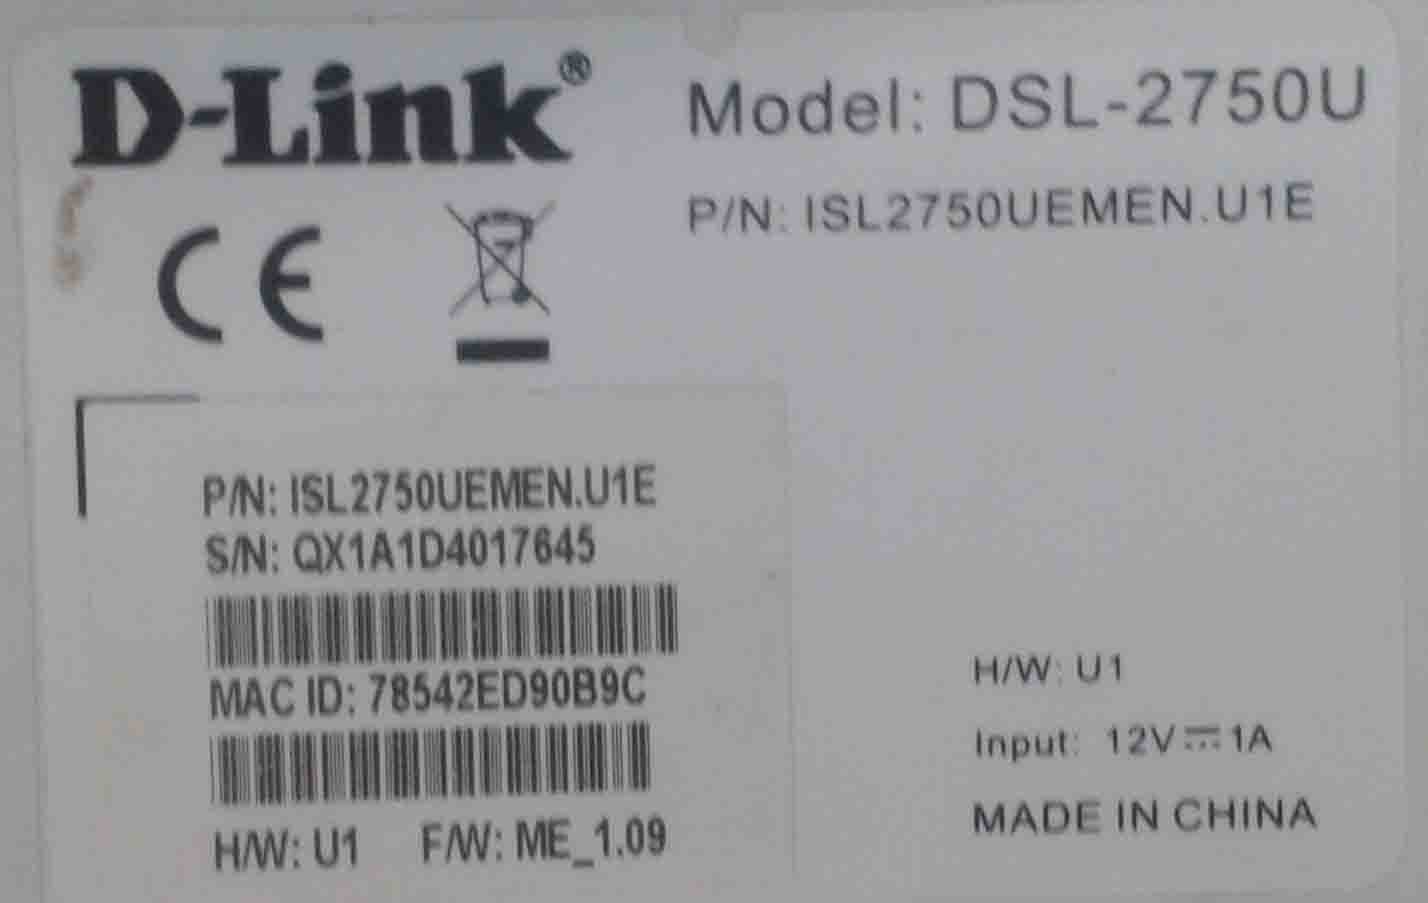 D-Link®
Model: DSL-2750U
P/N: ISL2750UEMEN.U1E
CE
P/N: ISL2750UEMEN.U1E
S/N: QX1A1D4017645
MAC ID: 78542ED90B9C
H/W: U1 F/W: ME_1.09
H/W: U1
Input: 12V⎓1A
MADE IN CHINA